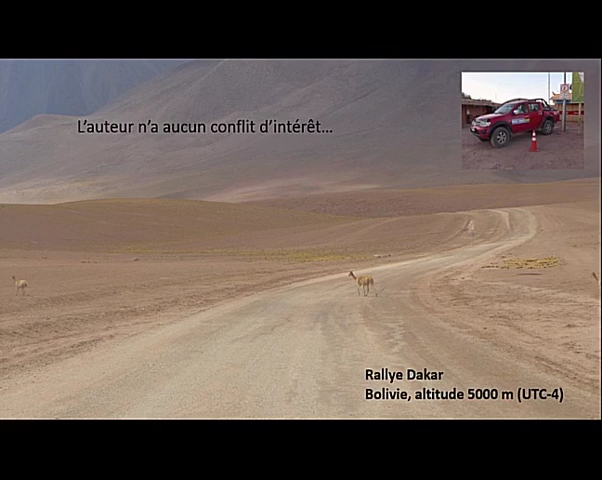 L'auteur n'a aucun conflit d'intérêt...
Rallye Dakar
Bolivie, altitude 5000 m (UTC-4)